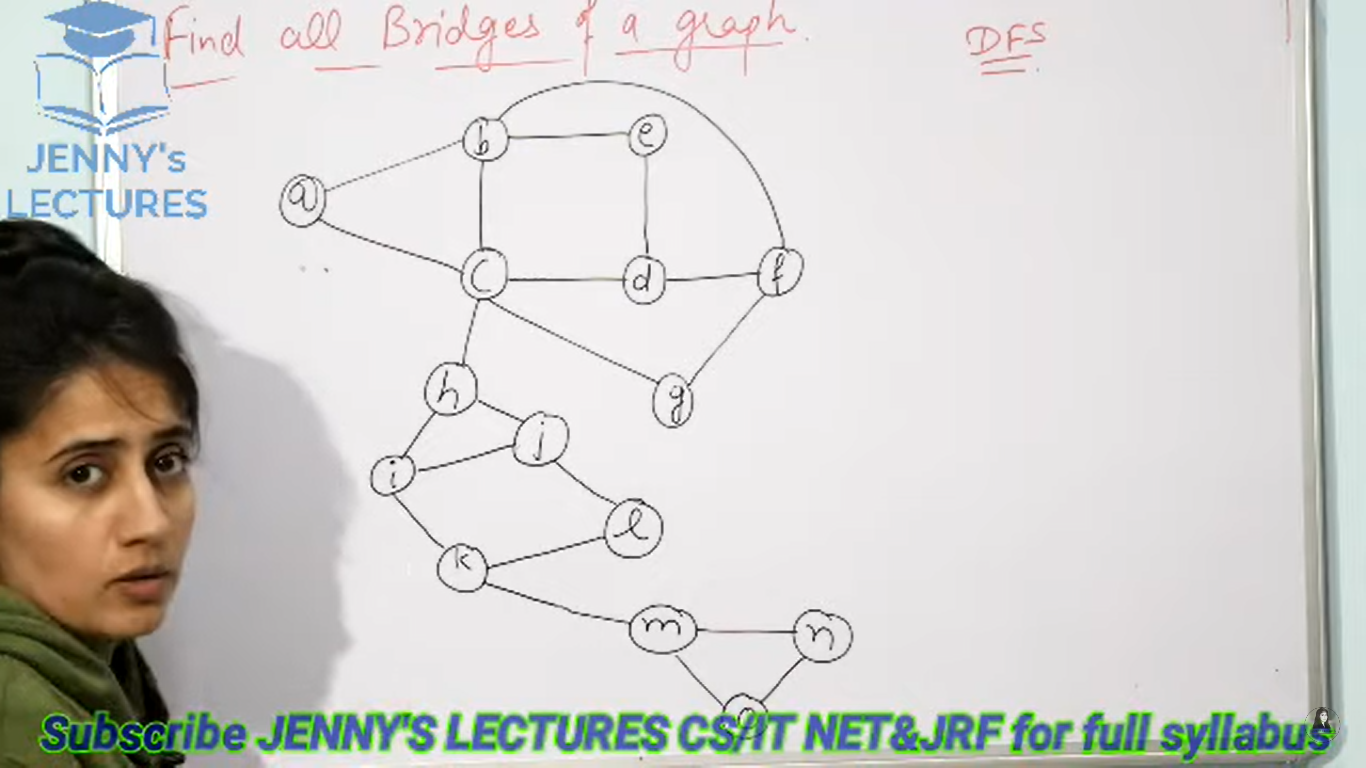 Find all Bridges of a graph.
DFS
JENNY's
LECTURES
b
e
a
c
d
f
h
g
j
i
l
k
m
n
Subscribe JENNY'S LECTURES CS/IT NET&JRF for full syllabus